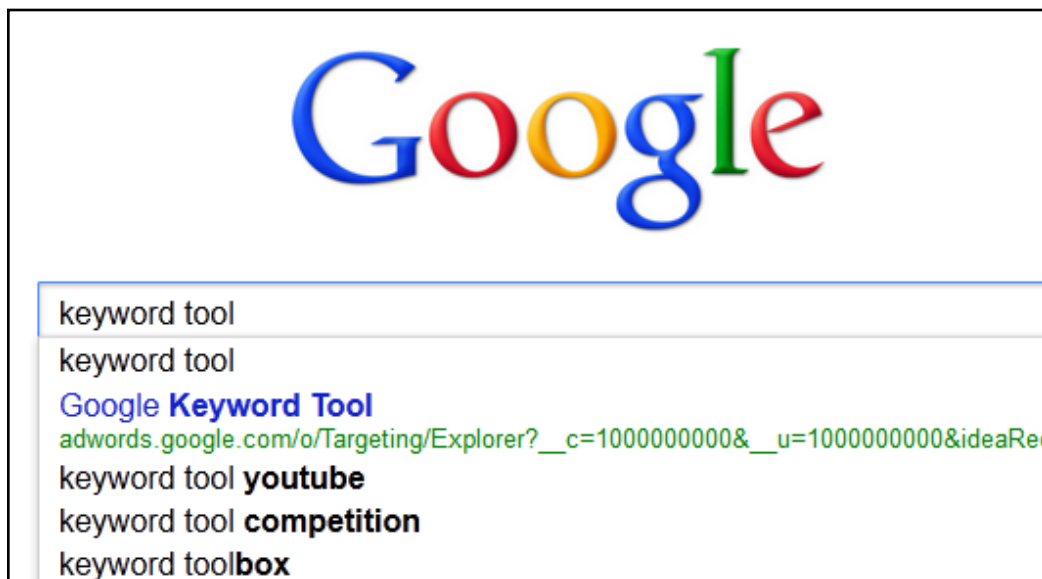 Google
keyword tool
keyword tool
Google Keyword Tool
adwords.google.com/o/Targeting/Explorer?__c=1000000000&__u=1000000000&ideaRe
keyword tool youtube
keyword tool competition
keyword toolbox